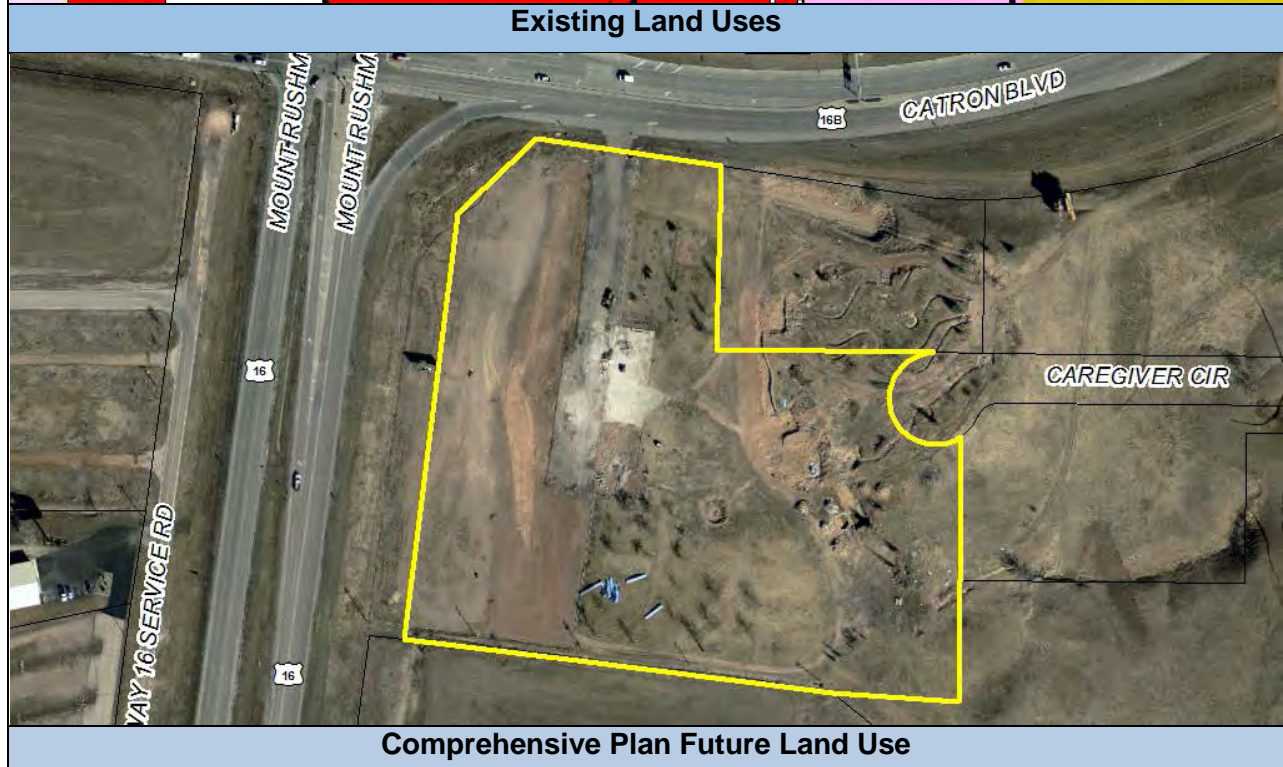 Existing Land Uses
MOUNT RUSHM
MOUNT RUSHM
CATRON BLVD
16B
16
CAREGIVER CIR
WAY 16 SERVICE RD
16
Comprehensive Plan Future Land Use